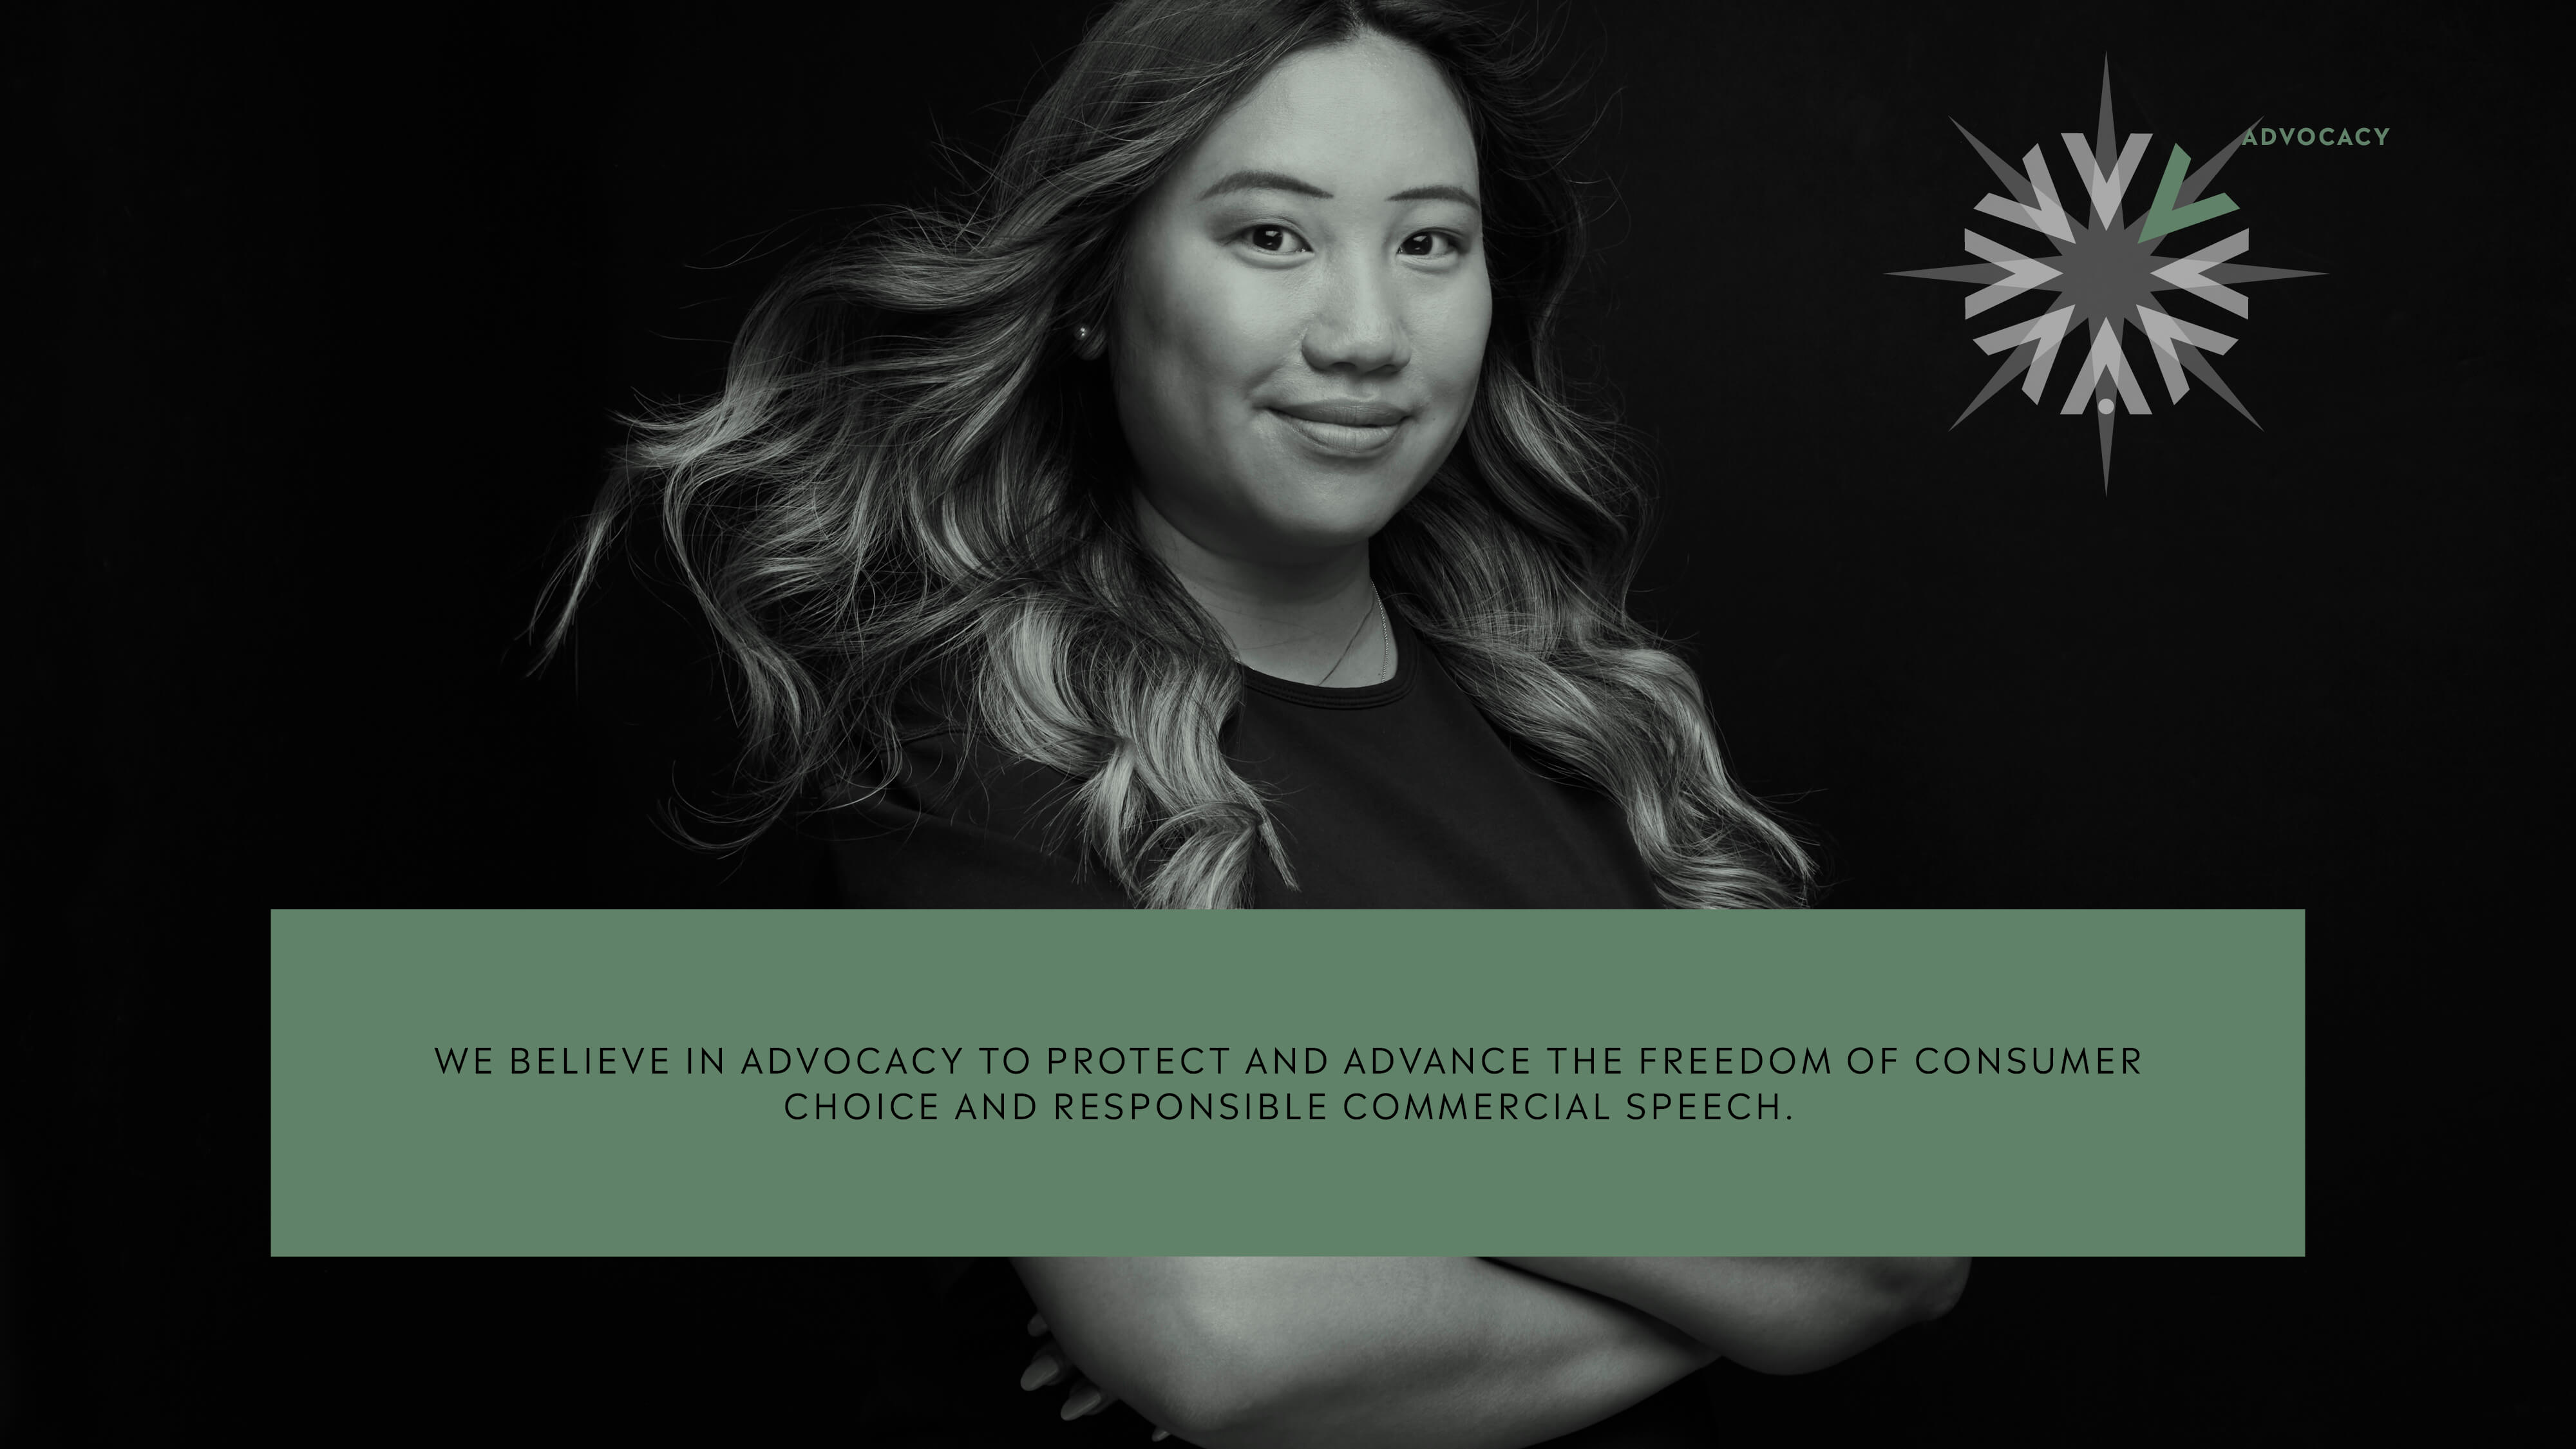 ADVOCACY
WE BELIEVE IN ADVOCACY TO PROTECT AND ADVANCE THE FREEDOM OF CONSUMER
CHOICE AND RESPONSIBLE COMMERCIAL SPEECH.